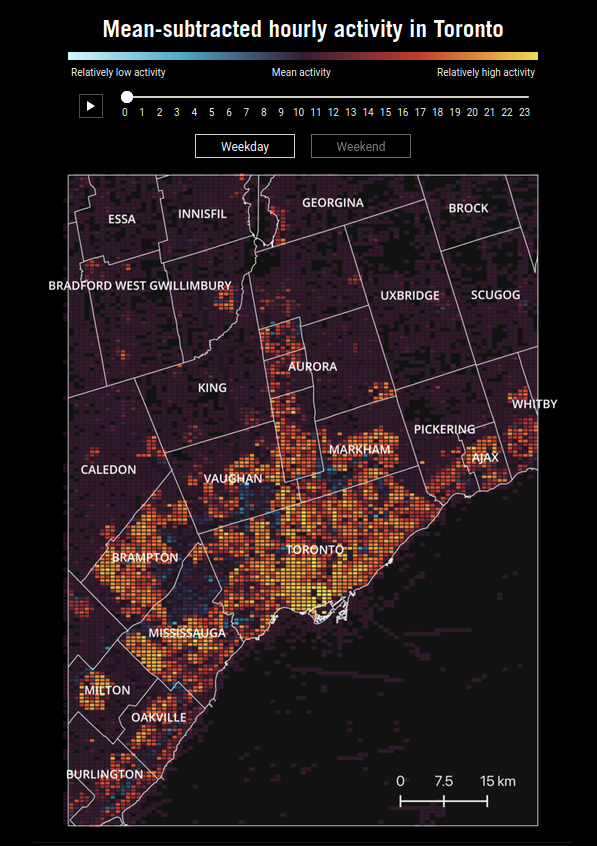 Mean-subtracted hourly activity in Toronto
Relatively low activity Mean activity Relatively high activity
0 1 2 3 4 5 6 7 8 9 10 11 12 13 14 15 16 17 18 19 20 21 22 23
Weekday Weekend
GEORGINA
BROCK
INNISFIL
ESSA
BRADFORD WEST GWILLIMBURY
UXBRIDGE
SCUGOG
AURORA
KING
WHITBY
PICKERING
MARKHAM
AJAX
CALEDON
VAUGHAN
TORONTO
BRAMPTON
MISSISSAUGA
MILTON
OAKVILLE
BURLINGTON
0 7.5 15 km